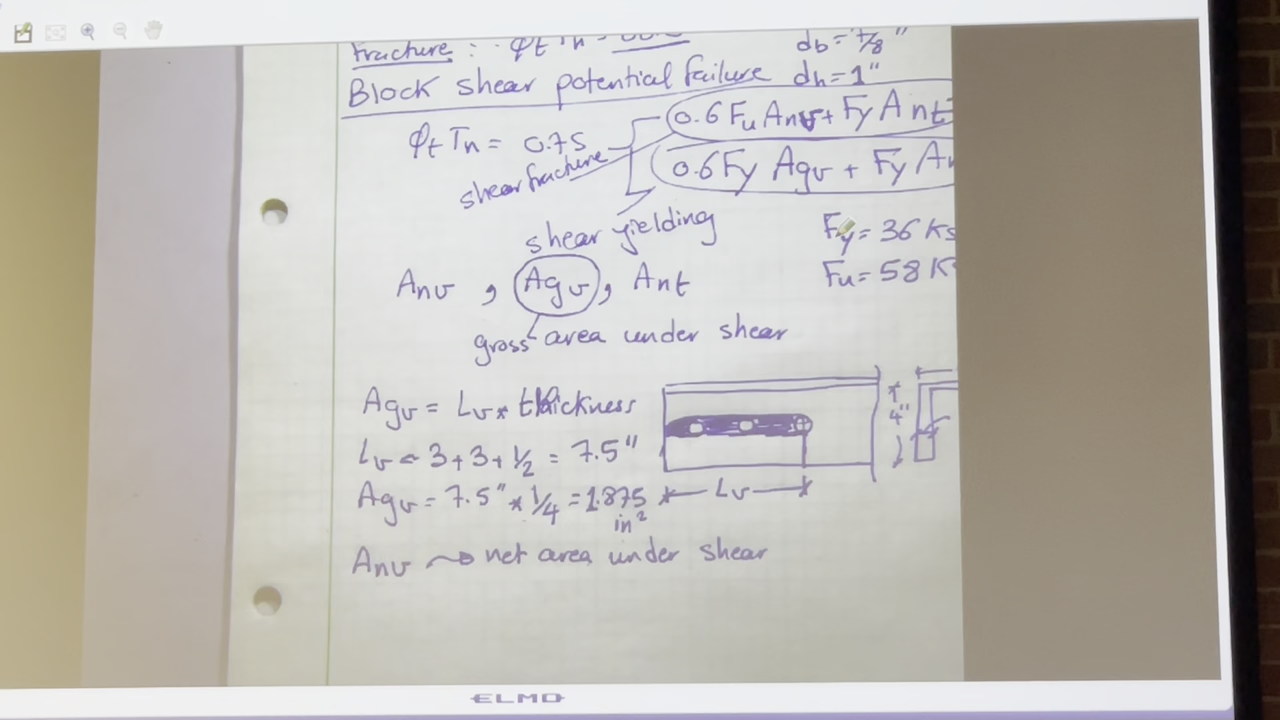 Fracture: φt Tn =
db = 7/8"
Block shear potential failure dh = 1"
φt Tn = 0.75
0.6 Fu Anv + Fy Ant
shear fracture
0.6 Fy Agv + Fy
shear yielding
Fy = 36 Ks
Anv , Agv , Ant
Fu = 58 K
gross area under shear
Agv = Lv * thickness
4"
Lv = 3+3+1/2 = 7.5"
Agv = 7.5" * 1/4 = 1.875 in²
Lv
Anv → net area under shear
ELMO